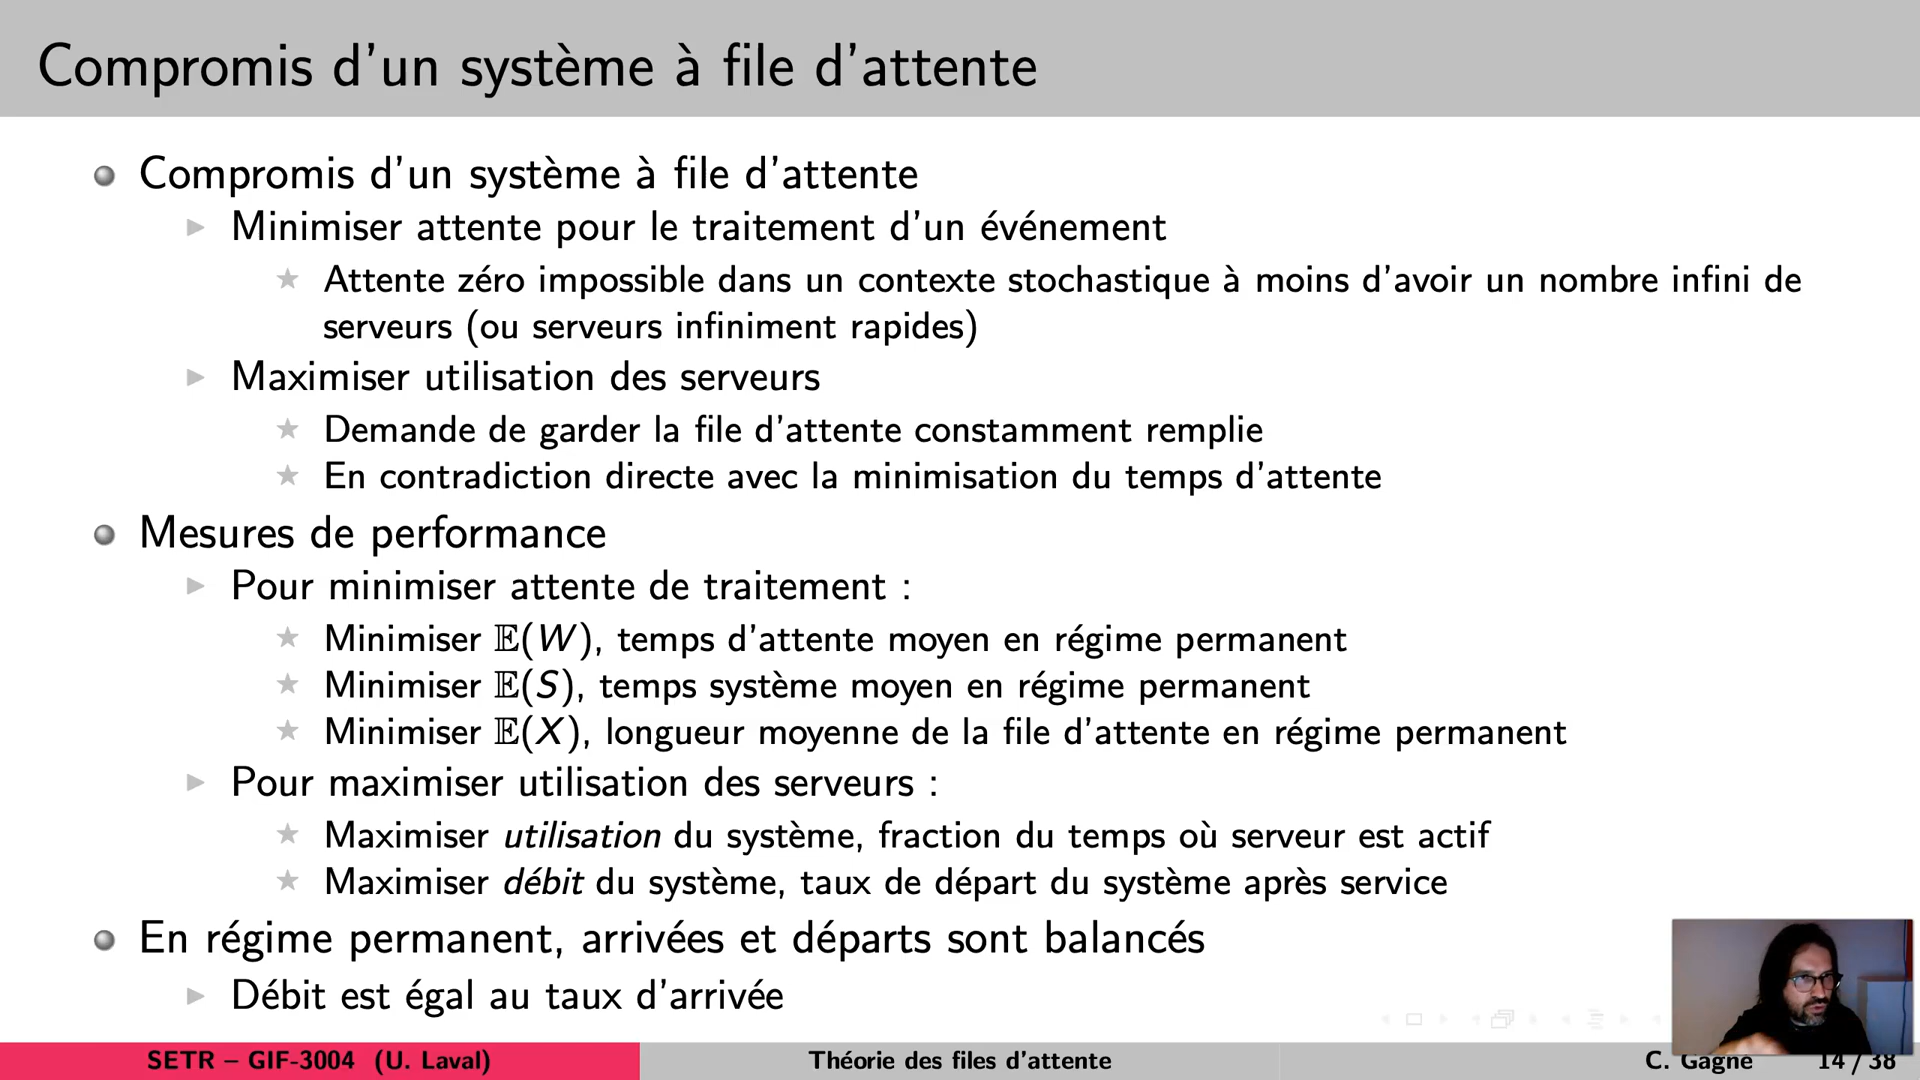 Compromis d'un système à file d'attente
Compromis d'un système à file d'attente
Minimiser attente pour le traitement d'un événement
Attente zéro impossible dans un contexte stochastique à moins d'avoir un nombre infini de
serveurs (ou serveurs infiniment rapides)
Maximiser utilisation des serveurs
Demande de garder la file d'attente constamment remplie
En contradiction directe avec la minimisation du temps d'attente
Mesures de performance
Pour minimiser attente de traitement :
Minimiser 𝔼(W), temps d'attente moyen en régime permanent
Minimiser 𝔼(S), temps système moyen en régime permanent
Minimiser 𝔼(X), longueur moyenne de la file d'attente en régime permanent
Pour maximiser utilisation des serveurs :
Maximiser utilisation du système, fraction du temps où serveur est actif
Maximiser débit du système, taux de départ du système après service
En régime permanent, arrivées et départs sont balancés
Débit est égal au taux d'arrivée
SETR – GIF-3004 (U. Laval) Théorie des files d'attente C. Gagné 14 / 38